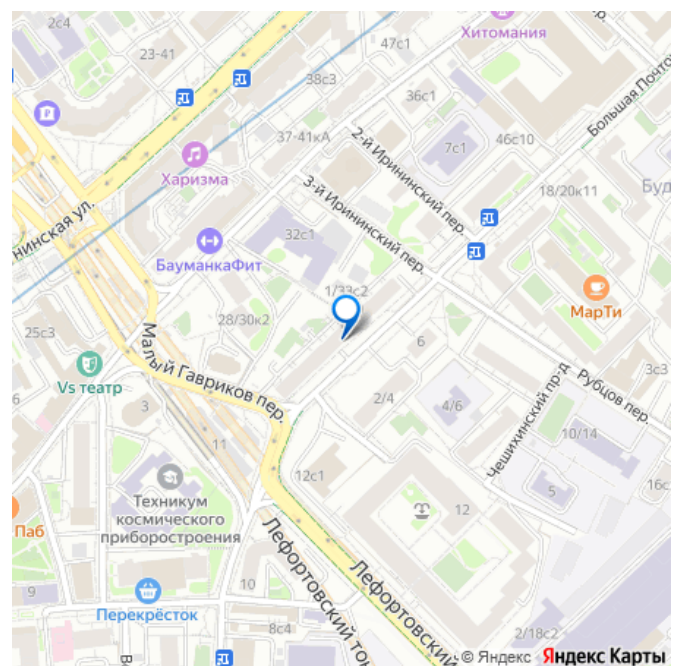 2с4
23-41
47с1
Хитомания
38с3
36с1
37-41кА
2-й Ирининский пер.
7с1
46с10
Большая Почтов
Харизма
3-й Ирининский пер.
18/20к11
Буд
нинская ул.
32с1
БауманкаФит
1/33с2
МарТи
25с3
28/30к2
6
Vs театр
Малый Гавриков пер.
2/4
4/6
Чешихинский пр-д
Рубцов пер.
3с3
3
11
10/14
12с1
16с
Техникум
космического
приборостроения
Паб
12
5
9
Перекрёсток
10
8с4
Лефортовский тон
Лефортовский
2/18с2
В
© Яндекс Яндекс Карты